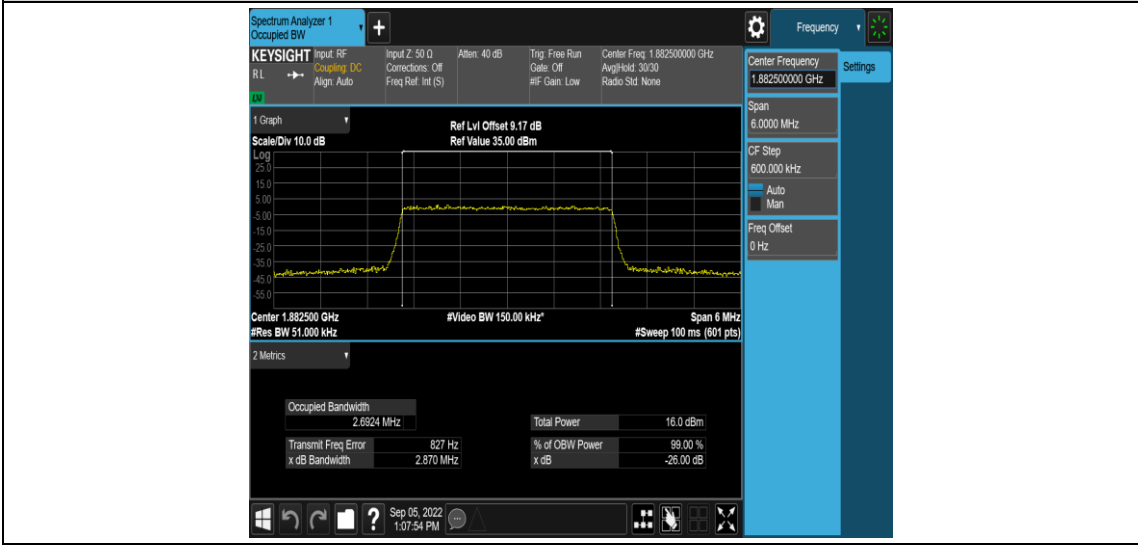 Spectrum Analyzer 1
Occupied BW
+
Frequency
KEYSIGHT
RL
LM
Input: RF
Coupling: DC
Align: Auto
Input Z: 50 Ω
Corrections: Off
Freq Ref: Int (S)
Atten: 40 dB
Trig: Free Run
Gate: Off
#IF Gain: Low
Center Freq: 1.882500000 GHz
Avg|Hold: 30/30
Radio Std: None
Center Frequency
1.882500000 GHz
Settings
Span
6.0000 MHz
CF Step
600.000 kHz
Auto
Man
Freq Offset
0 Hz
1 Graph
Scale/Div 10.0 dB
Ref Lvl Offset 9.17 dB
Ref Value 35.00 dBm
Log
25.0
15.0
5.00
-5.00
-15.0
-25.0
-35.0
-45.0
-55.0
Center 1.882500 GHz
#Res BW 51.000 kHz
#Video BW 150.00 kHz*
Span 6 MHz
#Sweep 100 ms (601 pts)
2 Metrics
Occupied Bandwidth
2.6924 MHz
Transmit Freq Error 827 Hz
x dB Bandwidth 2.870 MHz
Total Power 16.0 dBm
% of OBW Power 99.00 %
x dB -26.00 dB
?
Sep 05, 2022
1:07:54 PM